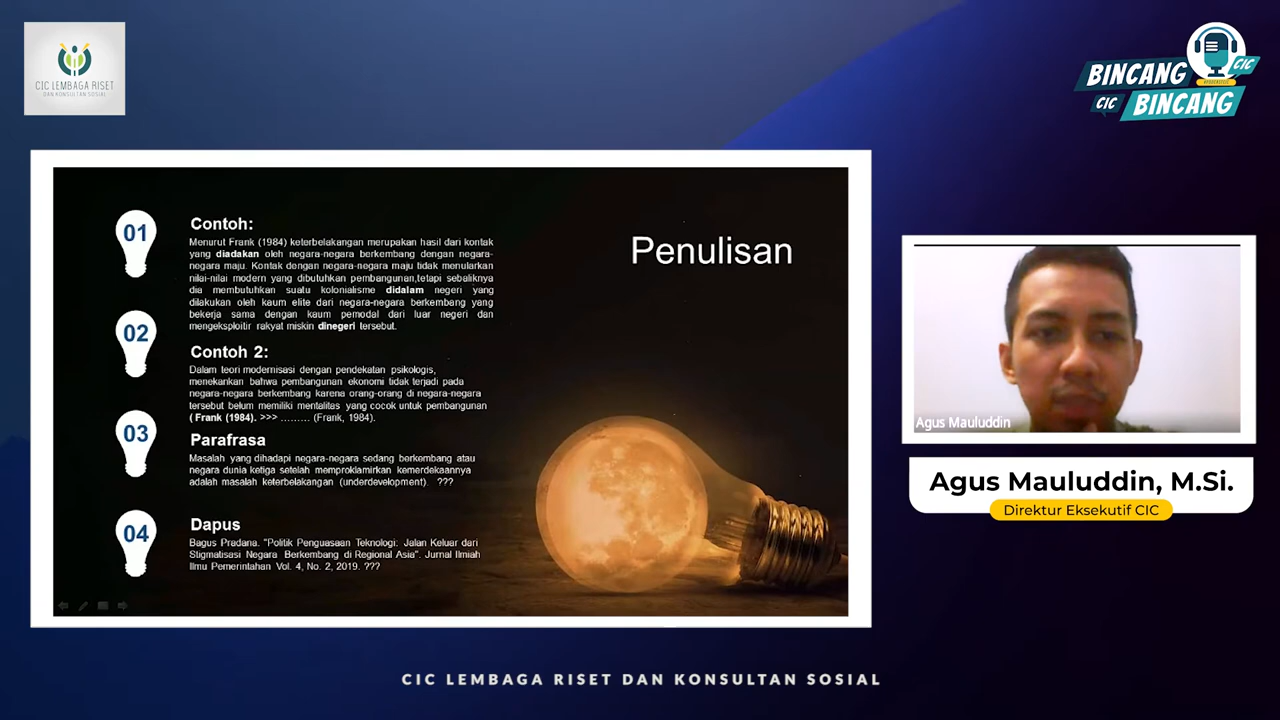 CIC LEMBAGA RISET
DAN KONSULTAN SOSIAL
BINCANG
CIC
BINCANG
CIC
01
Contoh:
Menurut Frank (1984) keterbelakangan merupakan hasil dari kontak
yang diadakan oleh negara-negara berkembang dengan negara-
negara maju. Kontak dengan negara-negara maju tidak menularkan
nilai-nilai modern yang dibutuhkan pembangunan,tetapi sebaliknya
dia membutuhkan suatu kolonialisme didalam negeri yang
dilakukan oleh kaum elite dari negara-negara berkembang yang
bekerja sama dengan kaum pemodal dari luar negeri dan
mengeksploitir rakyat miskin dinegeri tersebut.
02
Contoh 2:
Dalam teori modernisasi dengan pendekatan psikologis,
menekankan bahwa pembangunan ekonomi tidak terjadi pada
negara-negara berkembang karena orang-orang di negara-negara
tersebut belum memiliki mentalitas yang cocok untuk pembangunan
( Frank (1984). >>> ......... (Frank, 1984).
03
Parafrasa
Masalah yang dihadapi negara-negara sedang berkembang atau
negara dunia ketiga setelah memproklamirkan kemerdekaannya
adalah masalah keterbelakangan (underdevelopment). ???
04
Dapus
Bagus Pradana. "Politik Penguasaan Teknologi: Jalan Keluar dari
Stigmatisasi Negara Berkembang di Regional Asia". Jurnal Ilmiah
Ilmu Pemerintahan Vol. 4, No. 2, 2019. ???
Penulisan
Agus Mauluddin
Agus Mauluddin, M.Si.
Direktur Eksekutif CIC
CIC LEMBAGA RISET DAN KONSULTAN SOSIAL